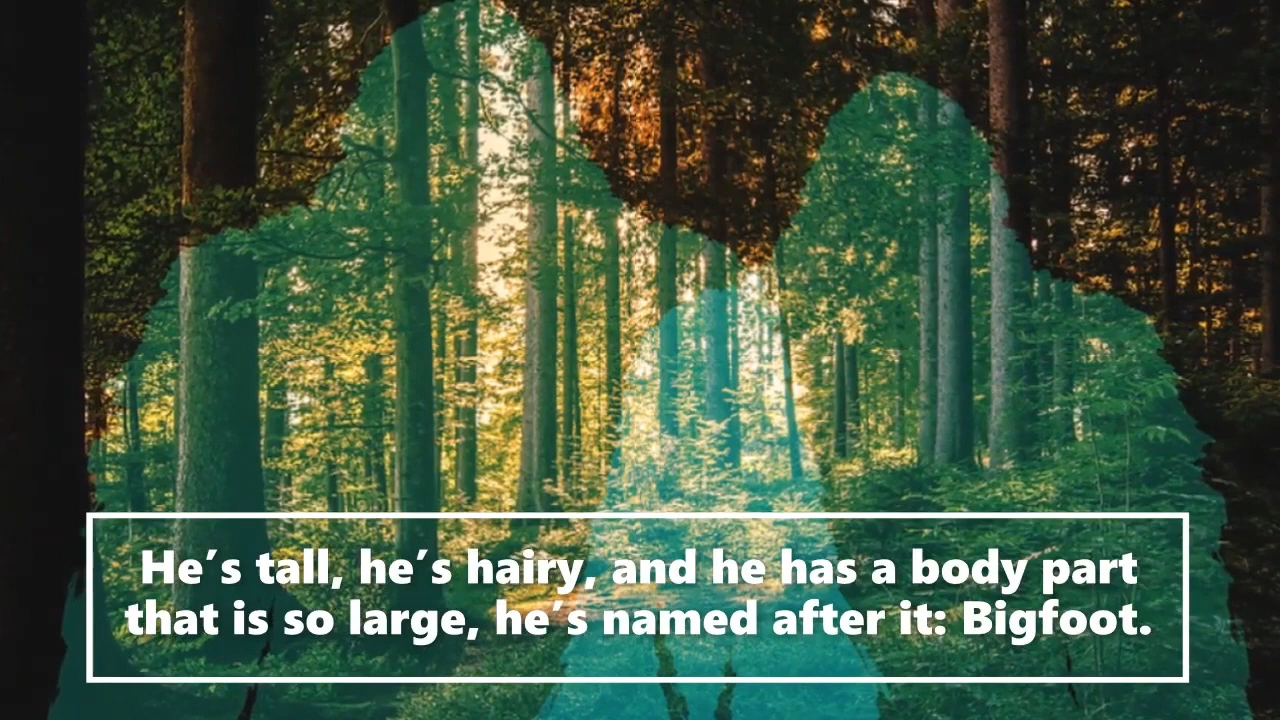 He’s tall, he’s hairy, and he has a body part
that is so large, he’s named after it: Bigfoot.